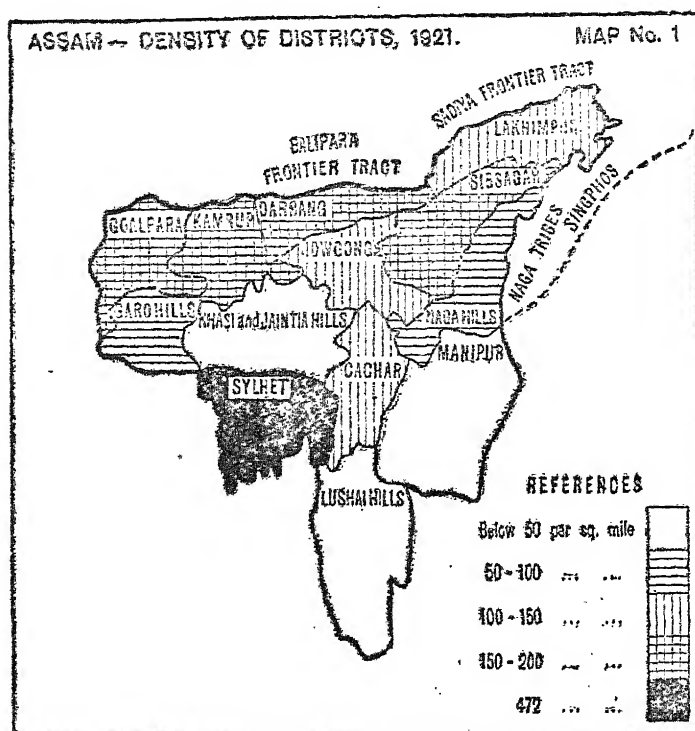 ASSAM — DENSITY OF DISTRICTS, 1921. MAP No. 1
SADIYA FRONTIER TRACT
LAKHIMPUR
BALIPARA
FRONTIER TRACT
SIBSAGAR
GOALPARA
KAMRUP
DARRANG
NOWGONG
NAGA TRIBES
SINGPHOS
GARO HILLS
KHASI and JAINTIA HILLS
NAGA HILLS
MANIPUR
CACHAR
SYLHET
LUSHAI HILLS
REFERENCES
Below 50 par sq. mile
50-100 ... ...
100-150 ... ...
150-200 ... ...
472 ... ...